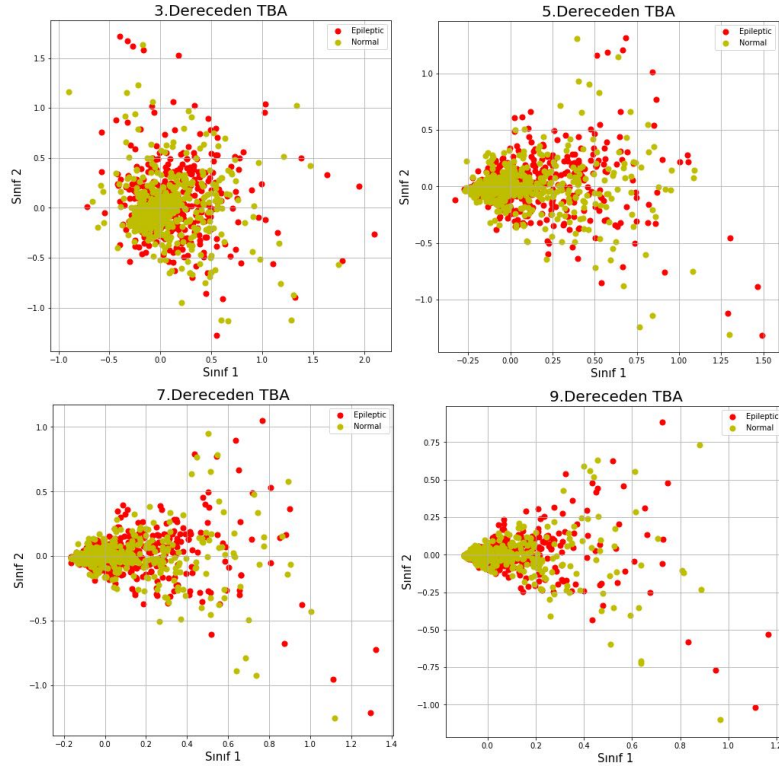 3.Dereceden TBA
Epileptic
Normal
1.5
1.0
0.5
0.0
−0.5
−1.0
Sınıf 2
−1.0 −0.5 0.0 0.5 1.0 1.5 2.0
Sınıf 1
5.Dereceden TBA
Epileptic
Normal
1.0
0.5
0.0
−0.5
−1.0
Sınıf 2
−0.25 0.00 0.25 0.50 0.75 1.00 1.25 1.50
Sınıf 1
7.Dereceden TBA
Epileptic
Normal
1.0
0.5
0.0
−0.5
−1.0
Sınıf 2
−0.2 0.0 0.2 0.4 0.6 0.8 1.0 1.2 1.4
Sınıf 1
9.Dereceden TBA
Epileptic
Normal
0.75
0.50
0.25
0.00
−0.25
−0.50
−0.75
−1.00
Sınıf 2
0.0 0.2 0.4 0.6 0.8 1.0 1.2
Sınıf 1